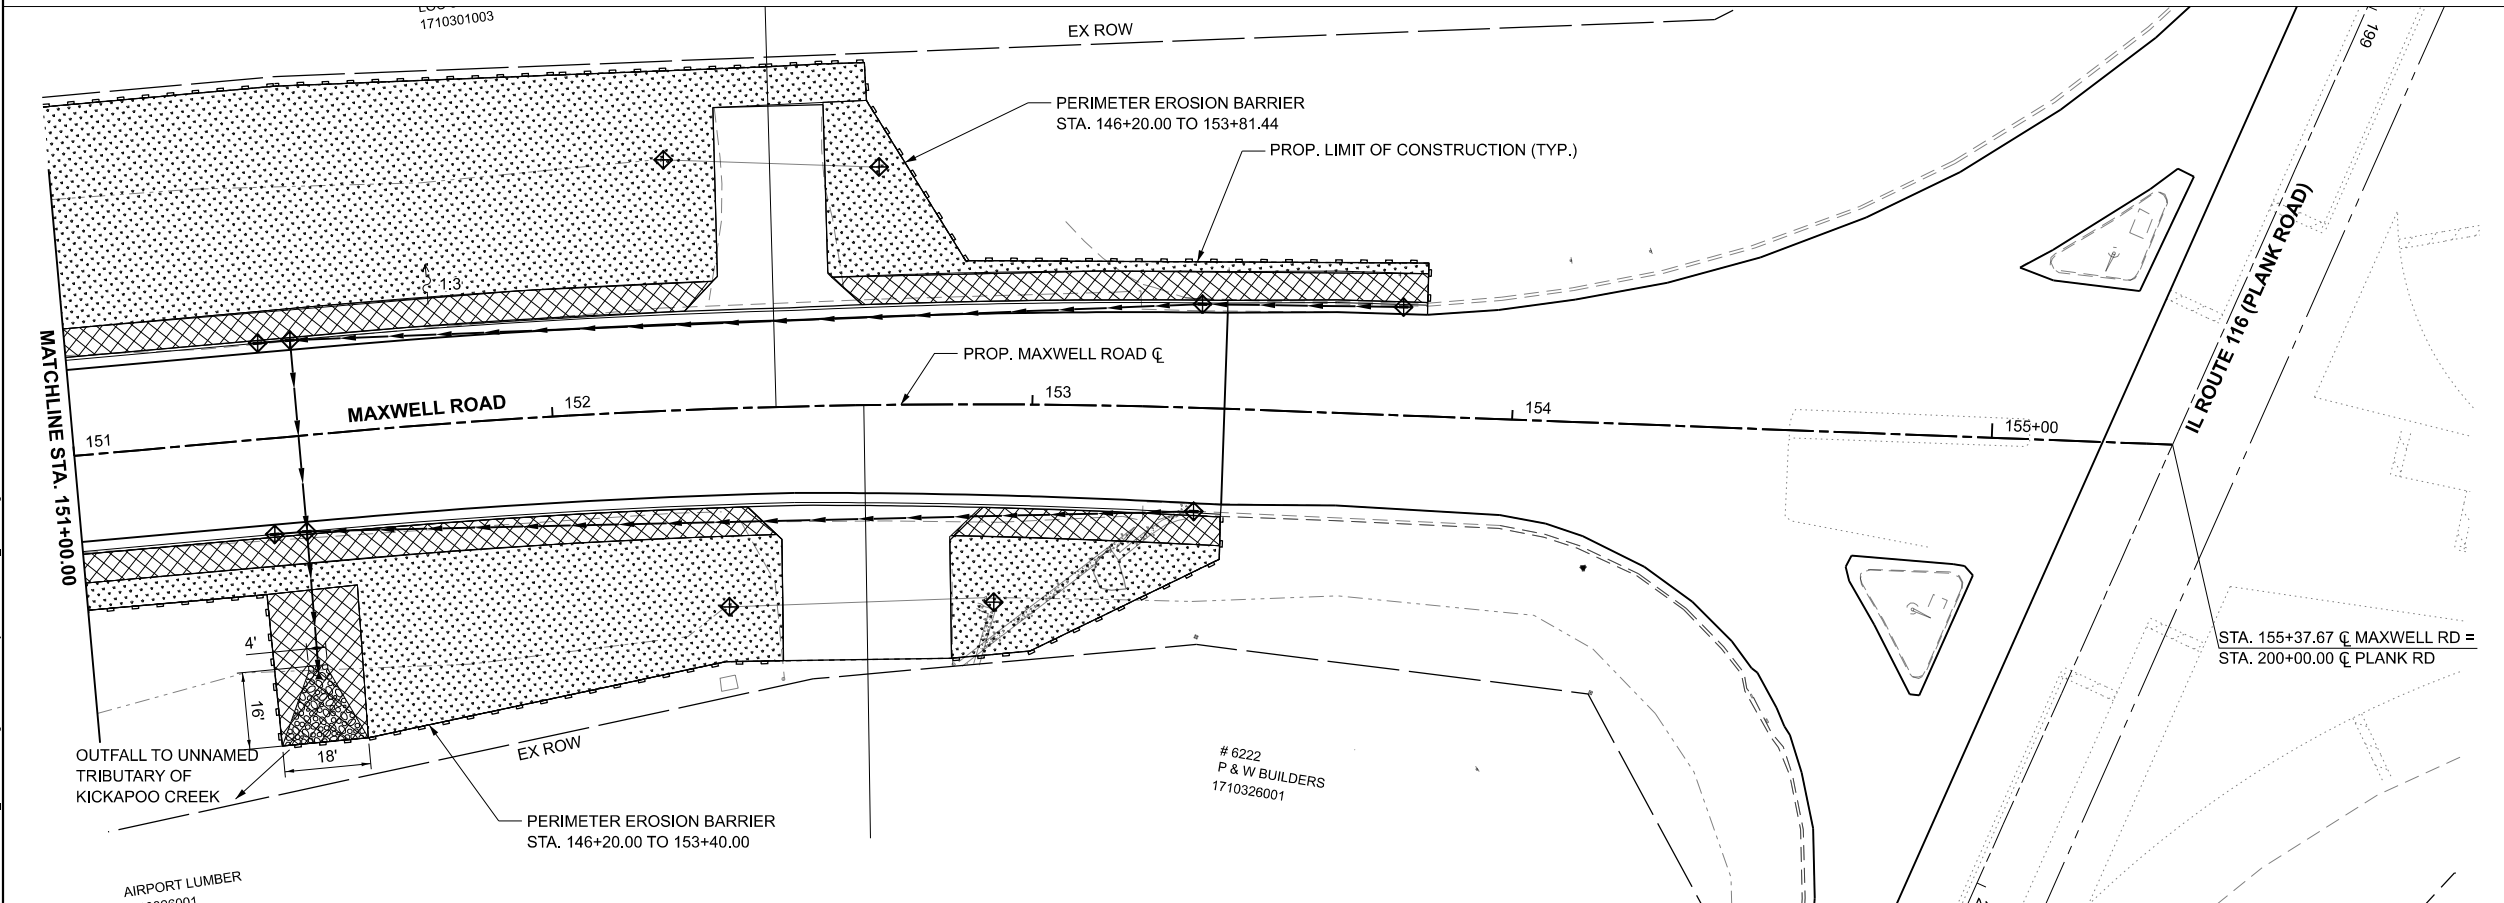 1710301003
EX ROW
199
PERIMETER EROSION BARRIER
STA. 146+20.00 TO 153+81.44
PROP. LIMIT OF CONSTRUCTION (TYP.)
IL ROUTE 116 (PLANK ROAD)
1:3
MATCHLINE STA. 151+00.00
PROP. MAXWELL ROAD ℄
MAXWELL ROAD
151
152
153
154
155+00
STA. 155+37.67 ℄ MAXWELL RD =
STA. 200+00.00 ℄ PLANK RD
4'
16'
18'
OUTFALL TO UNNAMED
TRIBUTARY OF
KICKAPOO CREEK
EX ROW
# 6222
P & W BUILDERS
1710326001
PERIMETER EROSION BARRIER
STA. 146+20.00 TO 153+40.00
AIRPORT LUMBER